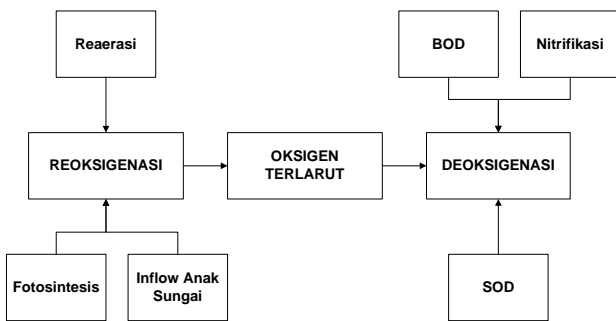 Reaerasi
BOD
Nitrifikasi
REOKSIGENASI
OKSIGEN
TERLARUT
DEOKSIGENASI
Fotosintesis
Inflow Anak
Sungai
SOD